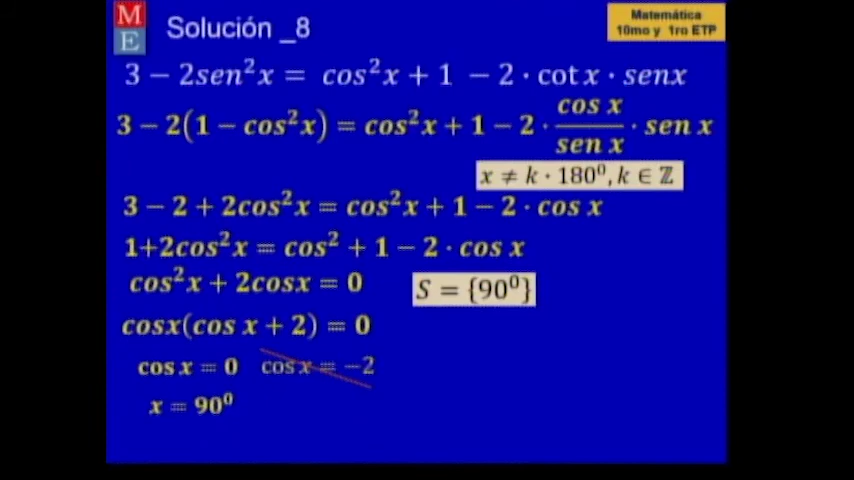 M
E
Solución _8
Matemática
10mo y 1ro ETP
3 − 2sen²x = cos²x + 1 − 2 · cot x · senx
3 − 2(1 − cos²x) = cos²x + 1 − 2 · cos x / sen x · sen x
x ≠ k · 180⁰, k ∈ ℤ
3 − 2 + 2cos²x = cos²x + 1 − 2 · cos x
1+2cos²x = cos² + 1 − 2 · cos x
cos²x + 2cosx = 0
S = {90⁰}
cosx(cos x + 2) = 0
cos x = 0 cos x = −2
x = 90⁰